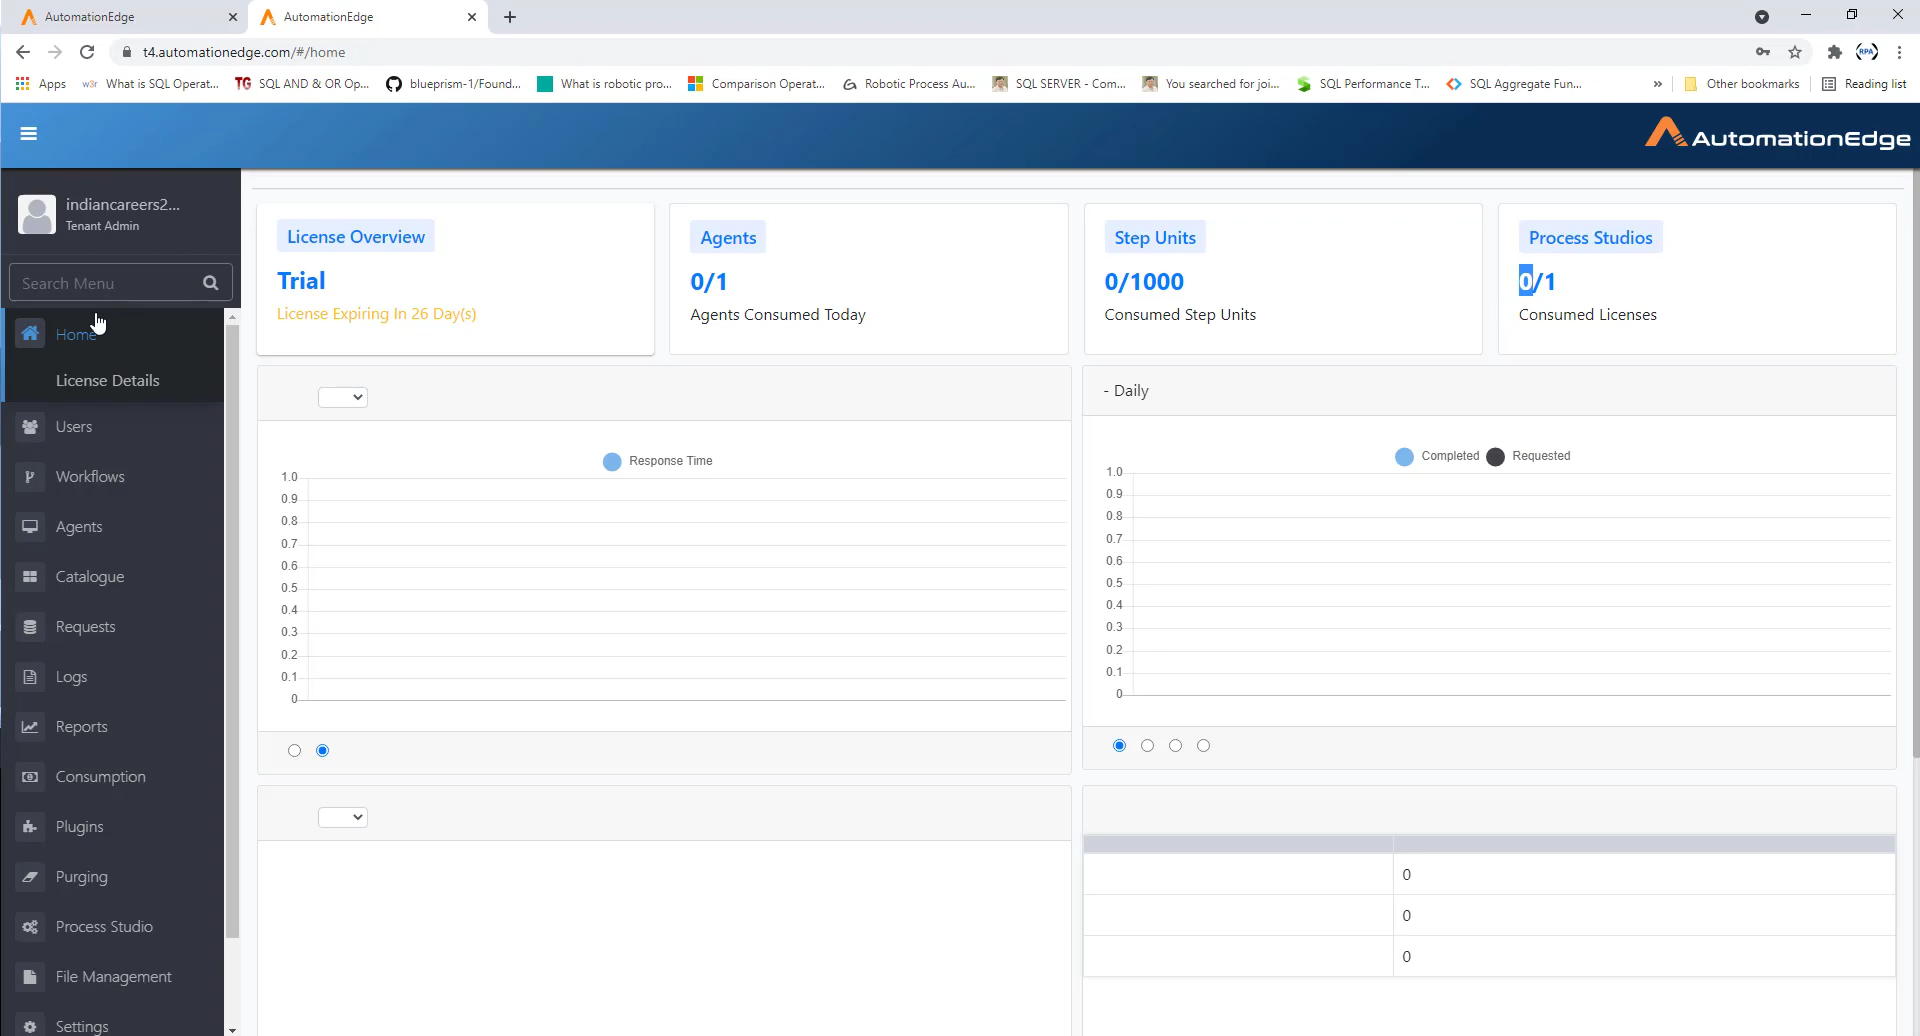 AutomationEdge
AutomationEdge
t4.automationedge.com/#/home
RPA
Apps
w3r What is SQL Operat...
TG SQL AND & OR Op...
blueprism-1/Found...
What is robotic pro...
Comparison Operat...
Robotic Process Au...
SQL SERVER - Com...
You searched for joi...
SQL Performance T...
SQL Aggregate Fun...
»
Other bookmarks
Reading list
AutomationEdge
indiancareers2...
Tenant Admin
Search Menu
Home
License Details
Users
Workflows
Agents
Catalogue
Requests
Logs
Reports
Consumption
Plugins
Purging
Process Studio
File Management
Settings
License Overview
Trial
License Expiring In 26 Day(s)
Agents
0/1
Agents Consumed Today
Step Units
0/1000
Consumed Step Units
Process Studios
0/1
Consumed Licenses
Response Time
1.0
0.9
0.8
0.7
0.6
0.5
0.4
0.3
0.2
0.1
0
- Daily
Completed
Requested
1.0
0.9
0.8
0.7
0.6
0.5
0.4
0.3
0.2
0.1
0
0
0
0